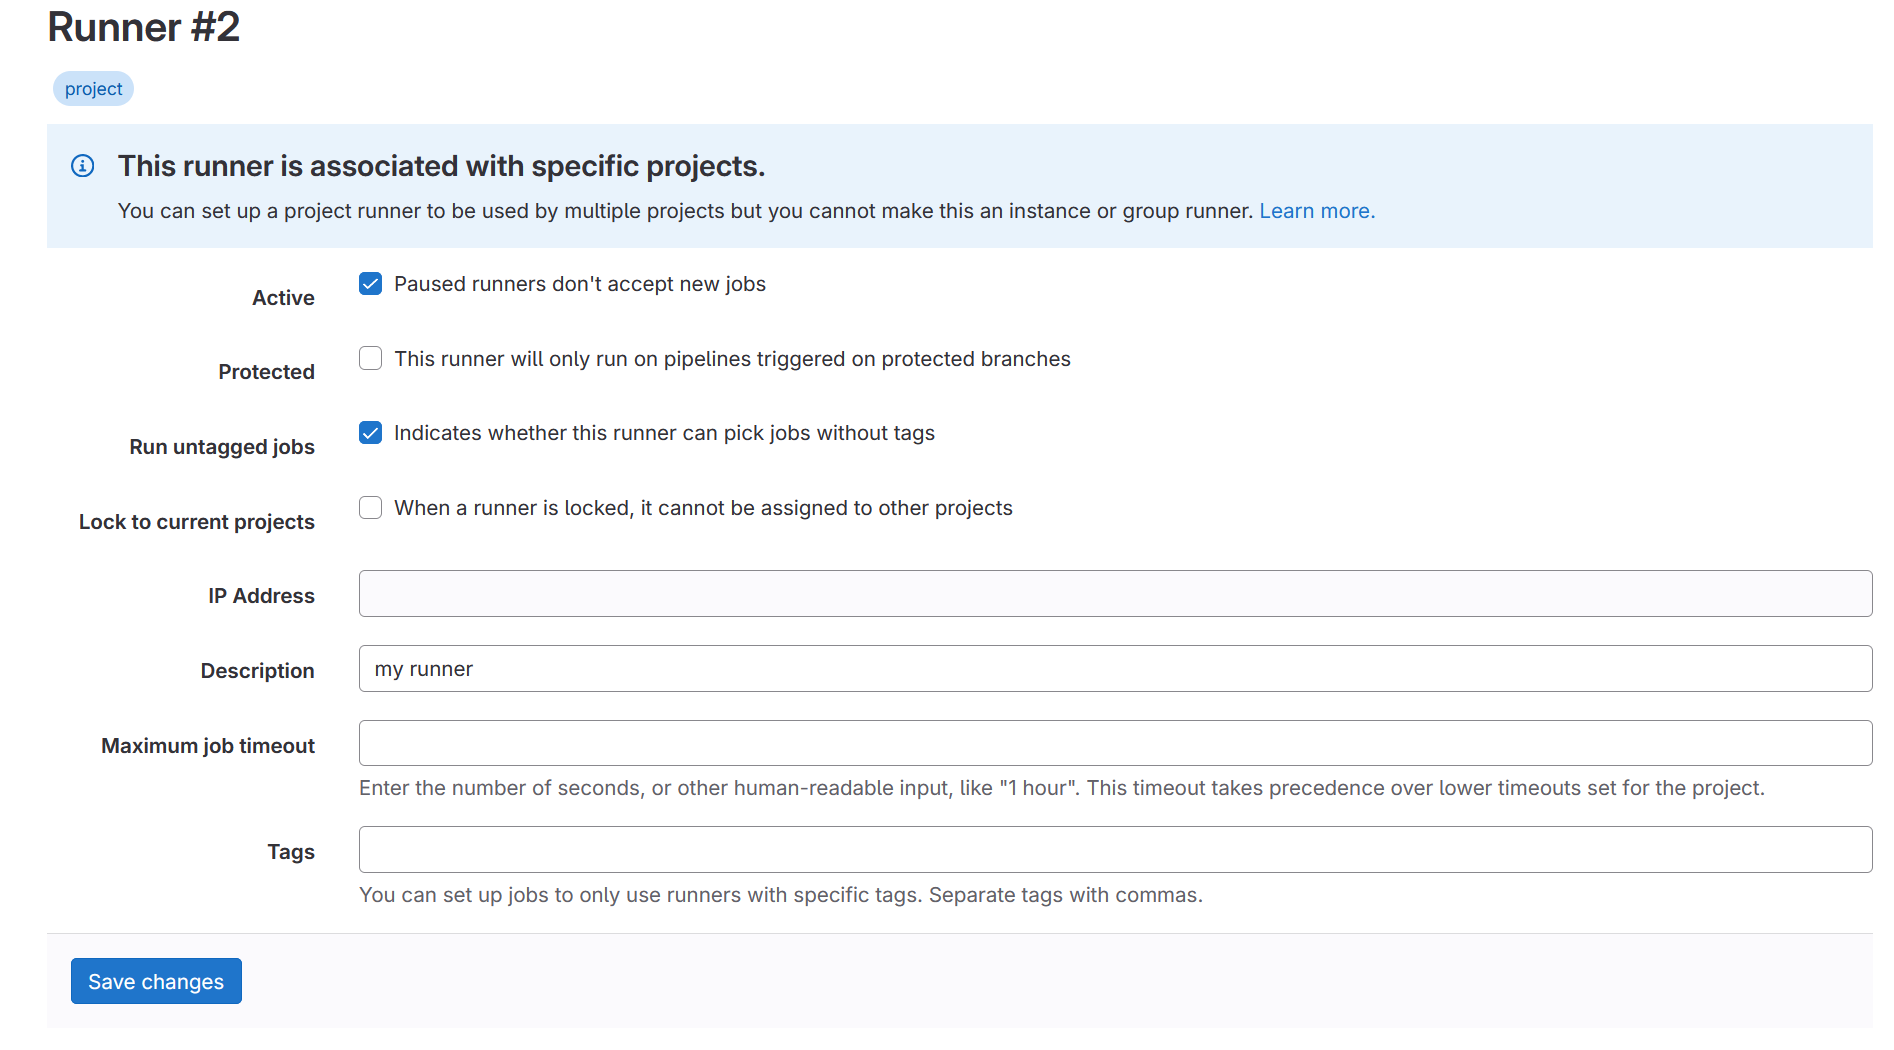 Runner #2
project
This runner is associated with specific projects.
You can set up a project runner to be used by multiple projects but you cannot make this an instance or group runner. Learn more.
Active
Paused runners don't accept new jobs
Protected
This runner will only run on pipelines triggered on protected branches
Run untagged jobs
Indicates whether this runner can pick jobs without tags
Lock to current projects
When a runner is locked, it cannot be assigned to other projects
IP Address
Description
my runner
Maximum job timeout
Enter the number of seconds, or other human-readable input, like "1 hour". This timeout takes precedence over lower timeouts set for the project.
Tags
You can set up jobs to only use runners with specific tags. Separate tags with commas.
Save changes